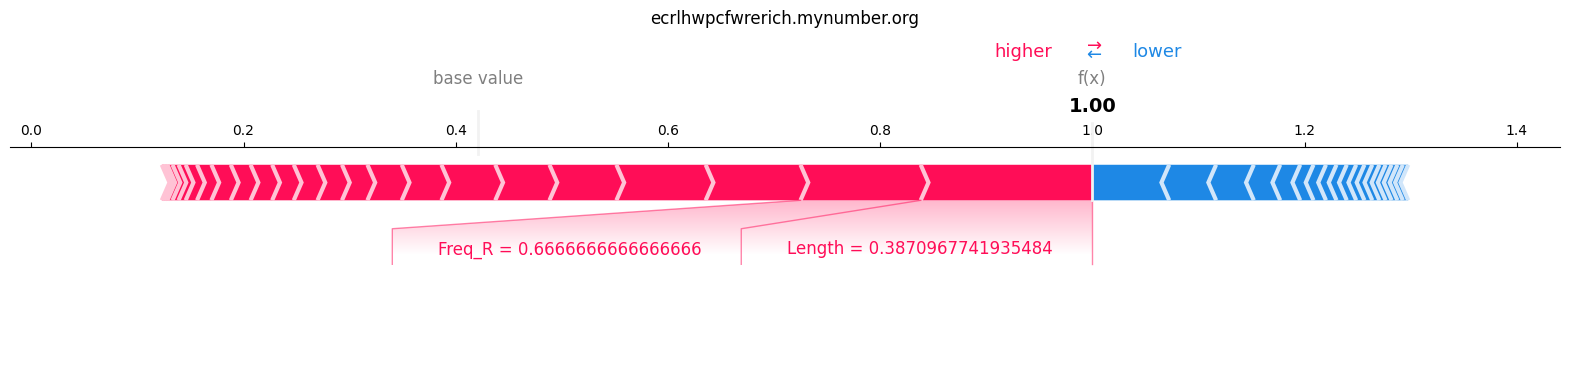 ecrlhwpcfwrerich.mynumber.org
higher ⇄ lower
base value f(x)
1.00
0.0 0.2 0.4 0.6 0.8 1.0 1.2 1.4
Freq_R = 0.6666666666666666 Length = 0.3870967741935484